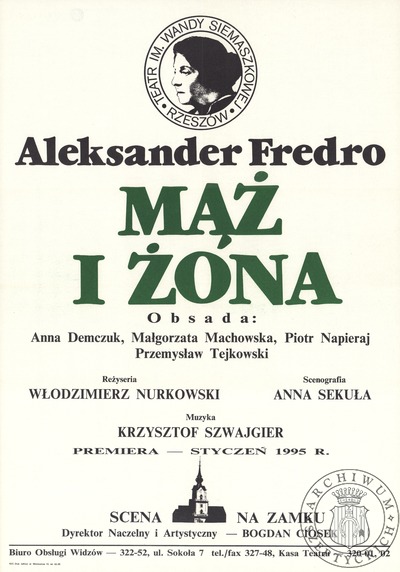 TEATR IM. WANDY SIEMASZKOWEJ
RZESZÓW
Aleksander Fredro
MĄŻ
I ŻONA
Obsada:
Anna Demczuk, Małgorzata Machowska, Piotr Napieraj
Przemysław Tejkowski
Reżyseria
WŁODZIMIERZ NURKOWSKI
Scenografia
ANNA SEKUŁA
Muzyka
KRZYSZTOF SZWAJGIER
PREMIERA — STYCZEŃ 1995 R.
SCENA NA ZAMKU
Dyrektor Naczelny i Artystyczny — BOGDAN CIOSEK
Biuro Obsługi Widzów — 322-52, ul. Sokoła 7 tel./fax 327-48, Kasa Teatru — 320-01, 02
ARCHIWUM